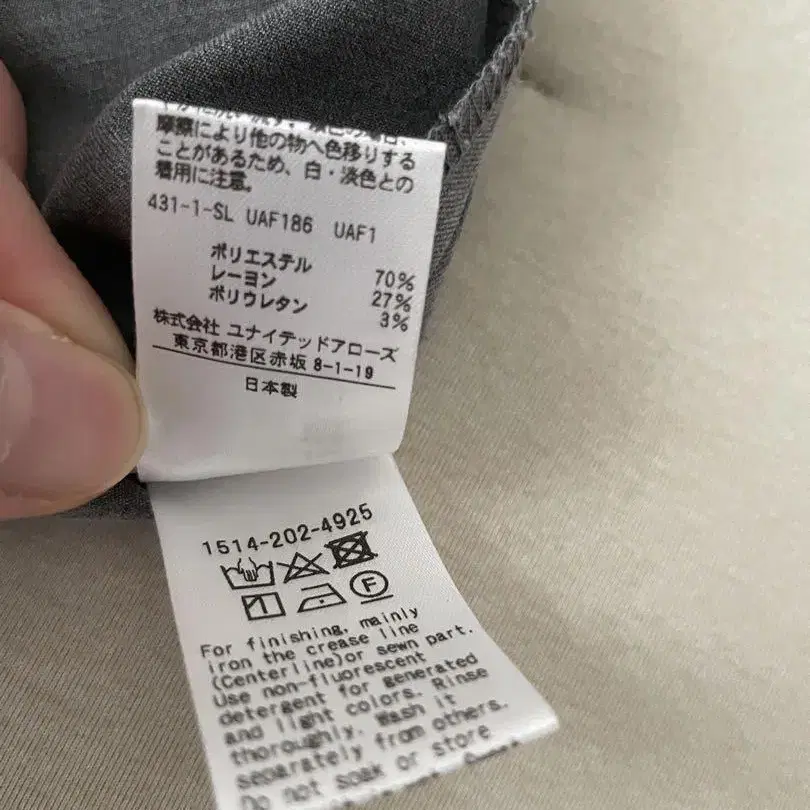 摩擦により他の物へ色移りする
ことがあるため、白・淡色との
着用に注意。
431-1-SL UAF186 UAF1
ポリエステル 70%
レーヨン 27%
ポリウレタン 3%
株式会社 ユナイテッドアローズ
東京都港区赤坂 8-1-19
日本製
1514-202-4925
F
For finishing, mainly
iron the crease line
(Centerline)or sewn part.
Use non-fluorescent
detergent for generated
and light colors. Rinse
thoroughly. Wash it
separately from others.
Do not soak or store